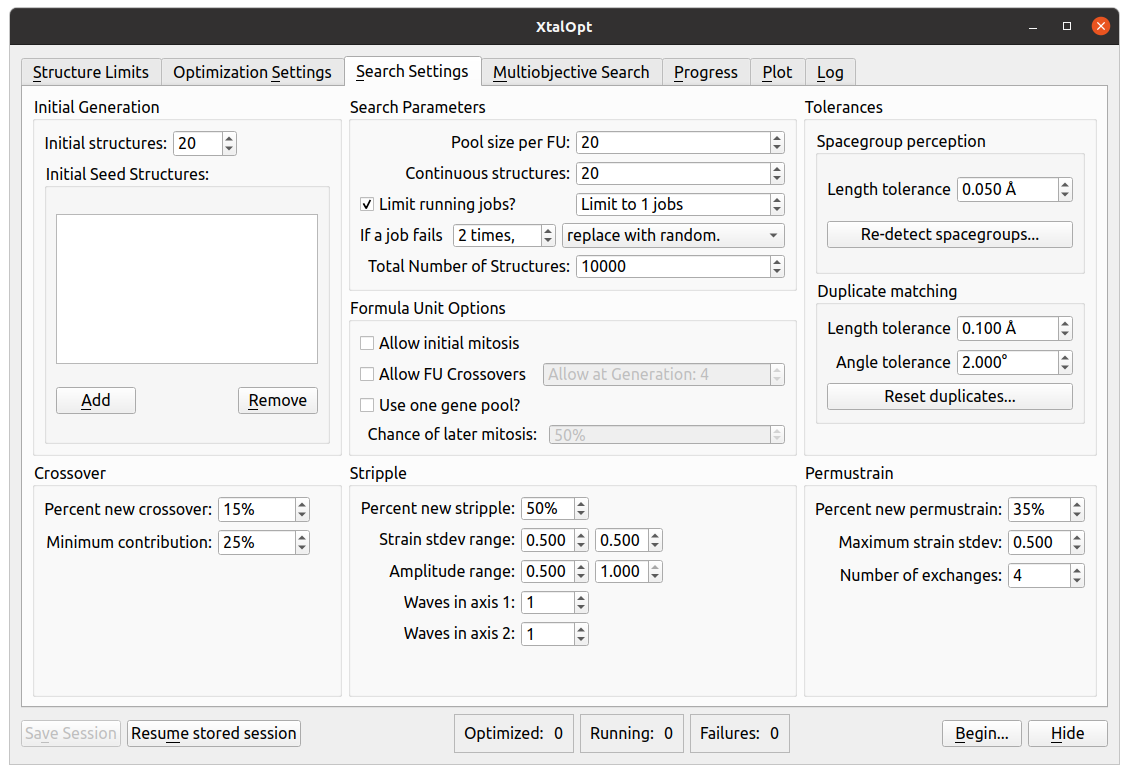 XtalOpt
Structure Limits
Optimization Settings
Search Settings
Multiobjective Search
Progress
Plot
Log
Initial Generation
Initial structures: 20
Initial Seed Structures:
Add
Remove
Search Parameters
Pool size per FU: 20
Continuous structures: 20
Limit running jobs? Limit to 1 jobs
If a job fails 2 times, replace with random.
Total Number of Structures: 10000
Formula Unit Options
Allow initial mitosis
Allow FU Crossovers Allow at Generation: 4
Use one gene pool?
Chance of later mitosis: 50%
Tolerances
Spacegroup perception
Length tolerance 0.050 Å
Re-detect spacegroups...
Duplicate matching
Length tolerance 0.100 Å
Angle tolerance 2.000°
Reset duplicates...
Crossover
Percent new crossover: 15%
Minimum contribution: 25%
Stripple
Percent new stripple: 50%
Strain stdev range: 0.500 0.500
Amplitude range: 0.500 1.000
Waves in axis 1: 1
Waves in axis 2: 1
Permustrain
Percent new permustrain: 35%
Maximum strain stdev: 0.500
Number of exchanges: 4
Save Session
Resume stored session
Optimized: 0
Running: 0
Failures: 0
Begin...
Hide